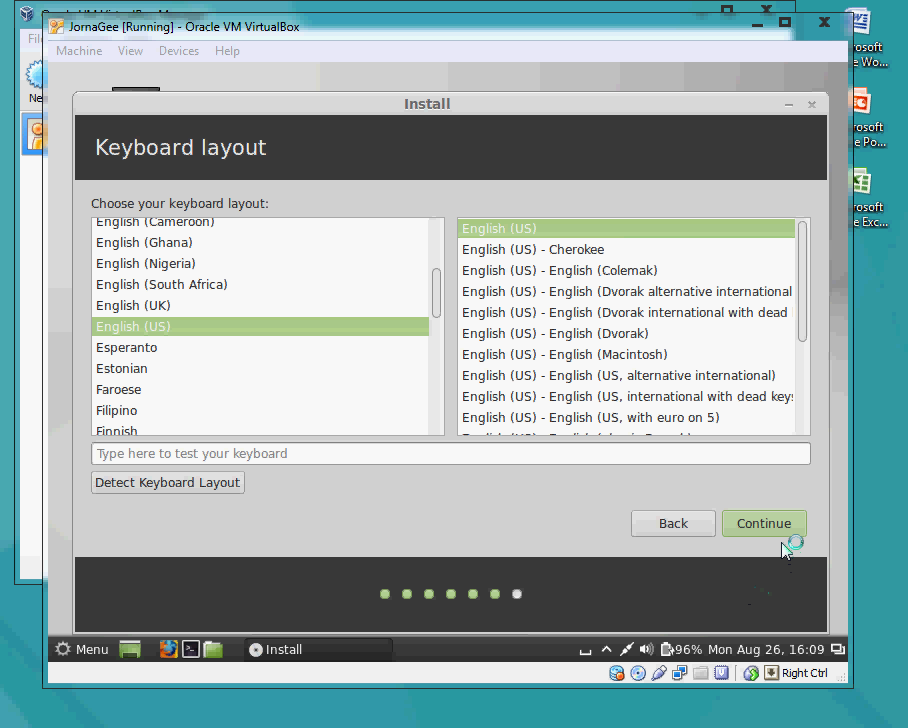 JornaGee [Running] - Oracle VM VirtualBox
Machine View Devices Help
Install
Keyboard layout
Choose your keyboard layout:
English (Cameroon)
English (Ghana)
English (Nigeria)
English (South Africa)
English (UK)
English (US)
Esperanto
Estonian
Faroese
Filipino
Finnish
English (US)
English (US) - Cherokee
English (US) - English (Colemak)
English (US) - English (Dvorak alternative international
English (US) - English (Dvorak international with dead
English (US) - English (Dvorak)
English (US) - English (Macintosh)
English (US) - English (US, alternative international)
English (US) - English (US, international with dead keys
English (US) - English (US, with euro on 5)
Type here to test your keyboard
Detect Keyboard Layout
Back
Continue
Menu
Install
96% Mon Aug 26, 16:09
Right Ctrl
rosoft
e Wo...
rosoft
e Po...
rosoft
e Exc...